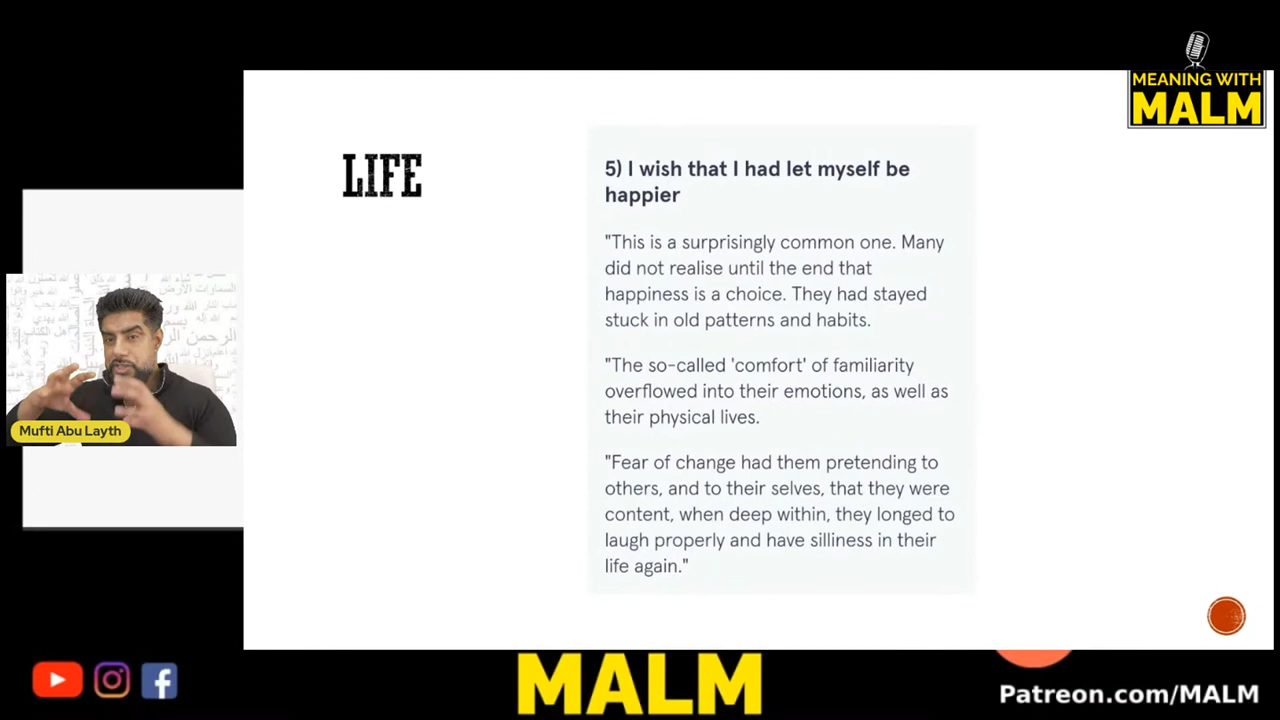 MEANING WITH
MALM
LIFE
5) I wish that I had let myself be
happier
"This is a surprisingly common one. Many
did not realise until the end that
happiness is a choice. They had stayed
stuck in old patterns and habits.
"The so-called 'comfort' of familiarity
overflowed into their emotions, as well as
their physical lives.
"Fear of change had them pretending to
others, and to their selves, that they were
content, when deep within, they longed to
laugh properly and have silliness in their
life again."
الرحمن
Mufti Abu Layth
MALM
Patreon.com/MALM